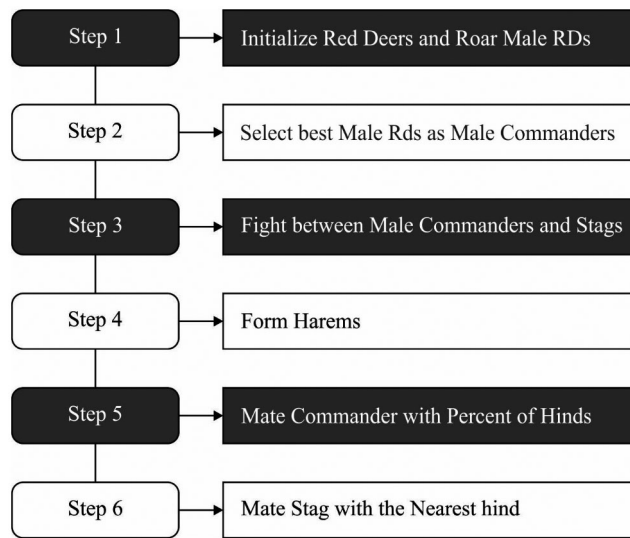 Step 1
Initialize Red Deers and Roar Male RDs
Step 2
Select best Male Rds as Male Commanders
Step 3
Fight between Male Commanders and Stags
Step 4
Form Harems
Step 5
Mate Commander with Percent of Hinds
Step 6
Mate Stag with the Nearest hind